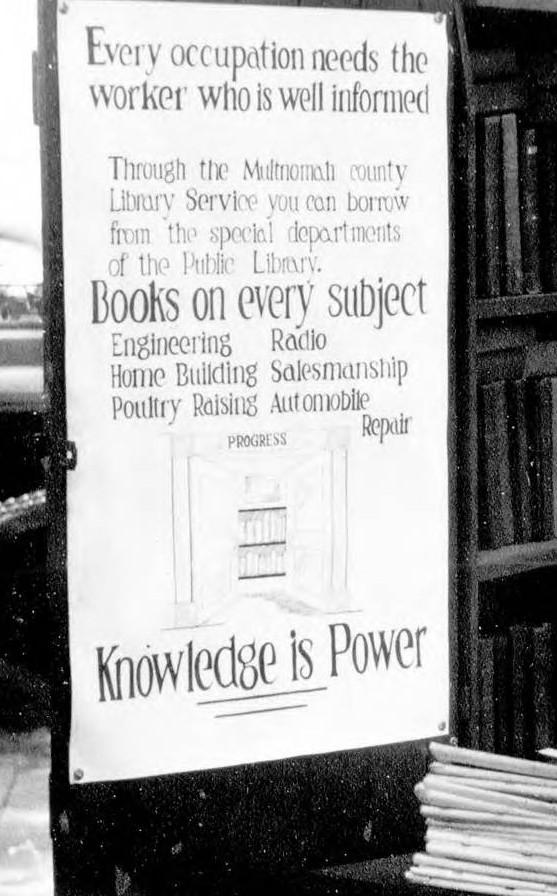 Every occupation needs the
worker who is well informed
Through the Multnomah county
Library Service you can borrow
from the special departments
of the Public Library.
Books on every subject
Engineering Radio
Home Building Salesmanship
Poultry Raising Automobile
Repair
PROGRESS
Knowledge is Power